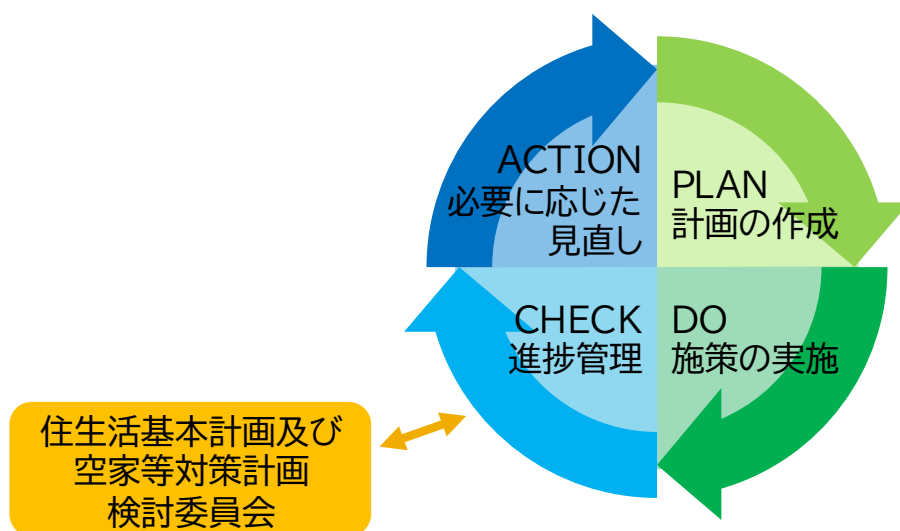 ACTION
必要に応じた
見直し
PLAN
計画の作成
CHECK
進捗管理
DO
施策の実施
住生活基本計画及び
空家等対策計画
検討委員会